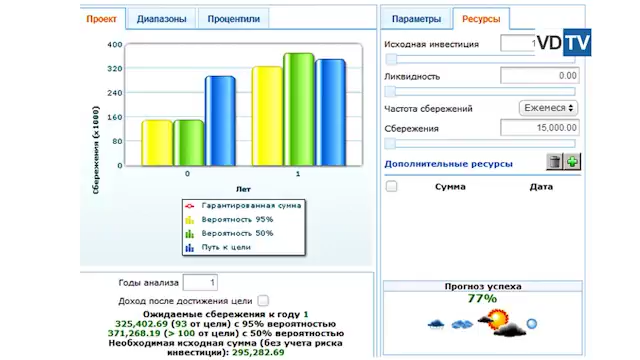 Проект
Диапазоны
Процентили
Сбережения (x1000)
400
320
240
160
80
0
0
1
Лет
Гарантированная сумма
Вероятность 95%
Вероятность 50%
Путь к цели
Годы анализа 1
Доход после достижения цели
Ожидаемые сбережения к году 1
325,402.69 (93 от цели) с 95% вероятностью
371,268.19 (> 100 от цели) с 50% вероятностью
Необходимая исходная сумма (без учета риска
инвестиции): 295,282.69
Параметры
Ресурсы
VDTV
Исходная инвестиция
Ликвидность 0.00
Частота сбережений Ежемеся
Сбережения 15,000.00
Дополнительные ресурсы
Сумма Дата
Прогноз успеха
77%